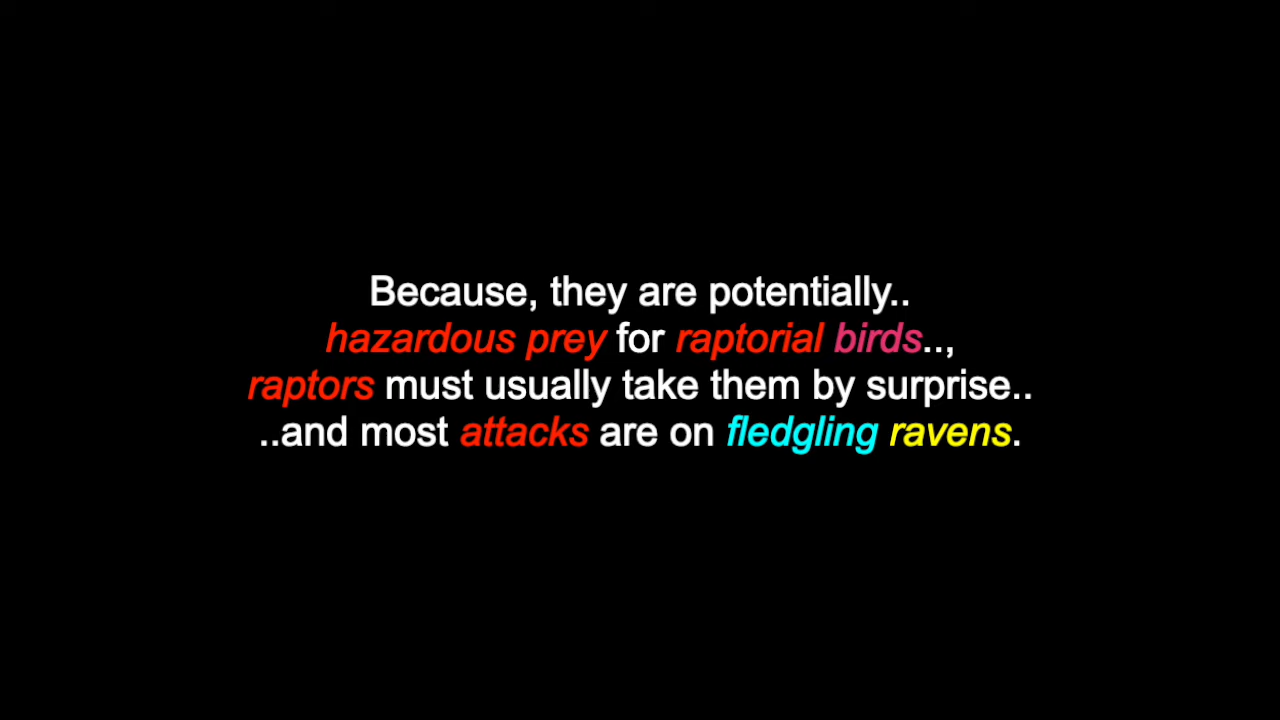 Because, they are potentially..
hazardous prey for raptorial birds..,
raptors must usually take them by surprise..
..and most attacks are on fledgling ravens.